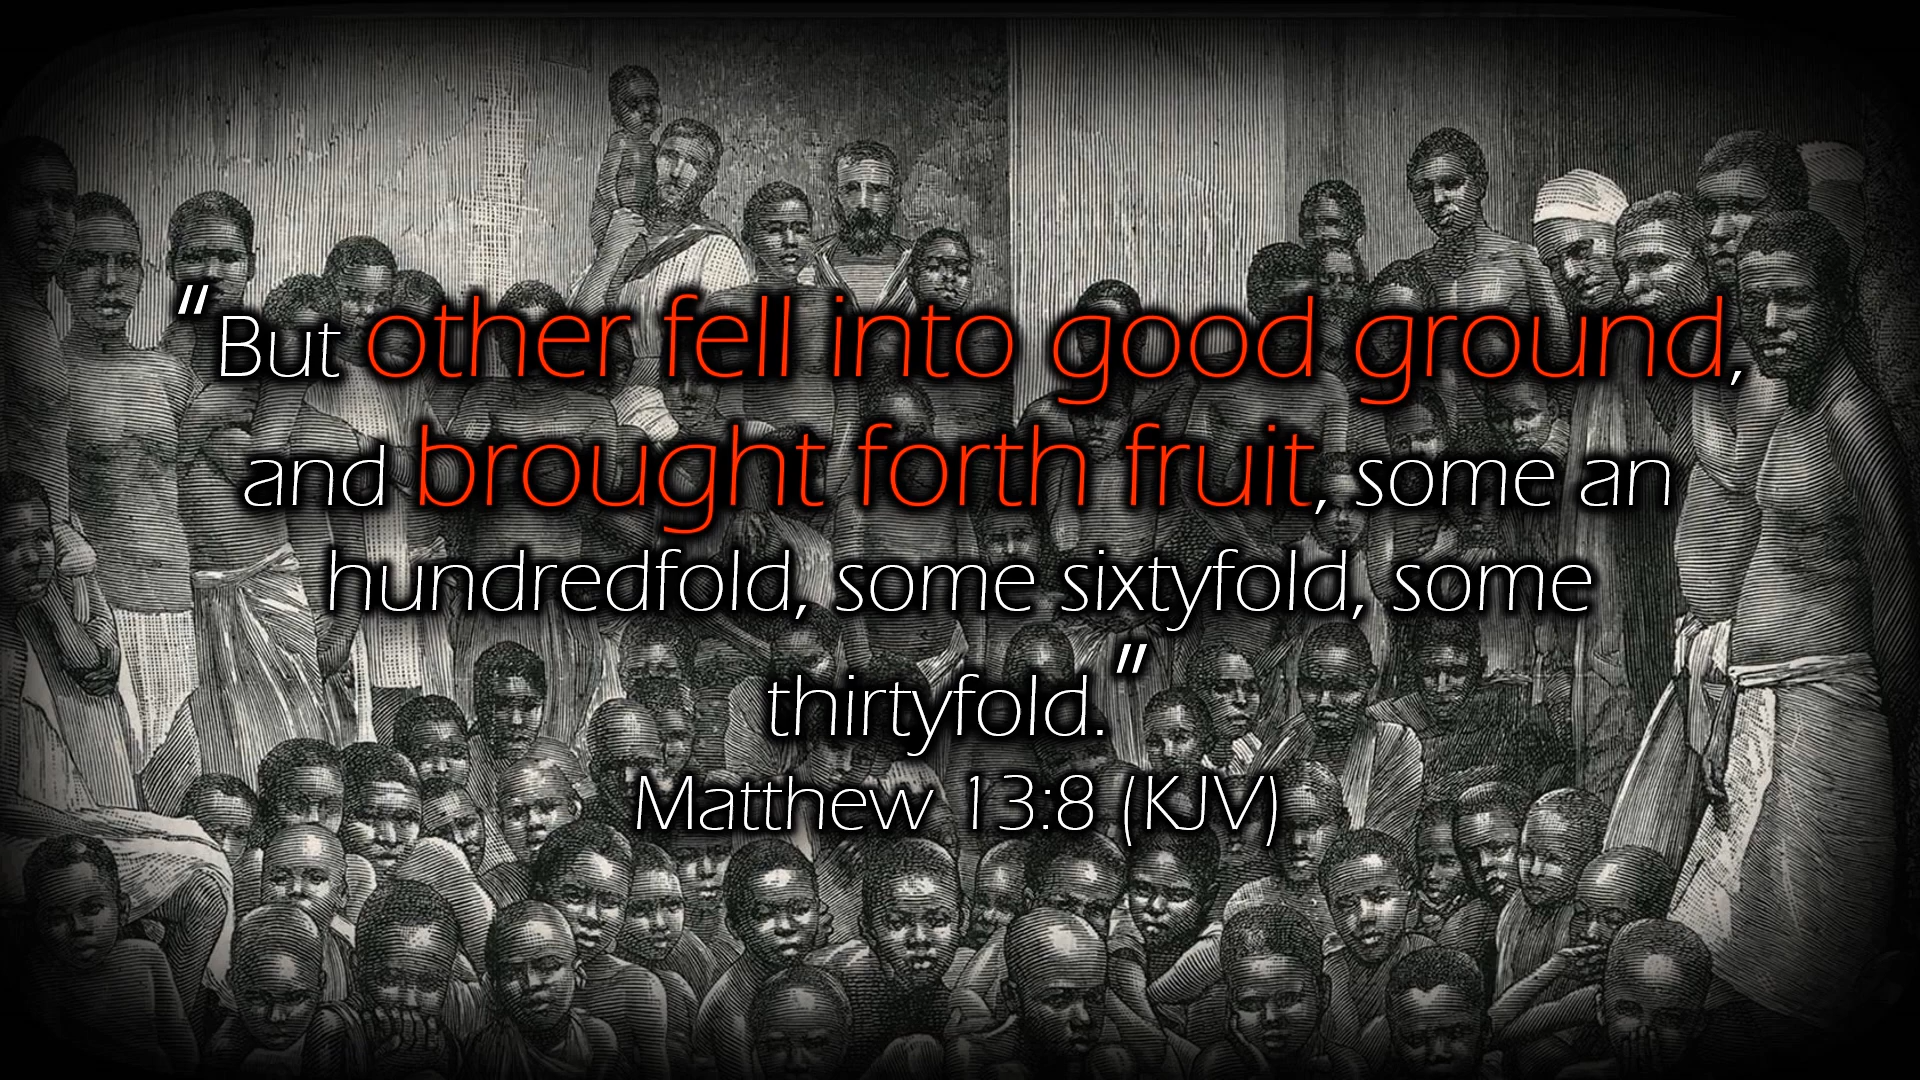 "But other fell into good ground,
and brought forth fruit, some an
hundredfold, some sixtyfold, some
thirtyfold."
Matthew 13:8 (KJV)